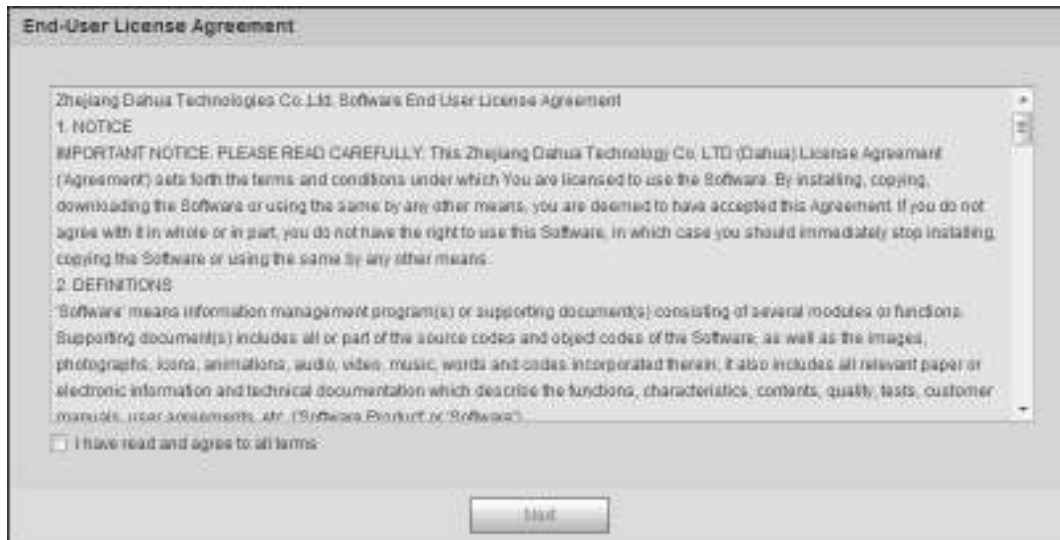 End-User License Agreement
Zhejiang Dahua Technologies Co.,Ltd. Software End User License Agreement
1. NOTICE
IMPORTANT NOTICE. PLEASE READ CAREFULLY: This Zhejiang Dahua Technology Co. LTD (Dahua) License Agreement
('Agreement') sets forth the terms and conditions under which You are licensed to use the Software. By installing, copying,
downloading the Software or using the same by any other means, you are deemed to have accepted this Agreement. If you do not
agree with it in whole or in part, you do not have the right to use this Software, in which case you should immediately stop installing,
copying the Software or using the same by any other means.
2. DEFINITIONS
'Software' means information management program(s) or supporting document(s) consisting of several modules or functions.
Supporting document(s) includes all or part of the source codes and object codes of the Software, as well as the images,
photographs, icons, animations, audio, video, music, words and codes incorporated therein; it also includes all relevant paper or
electronic information and technical documentation which describe the functions, characteristics, contents, quality, tests, customer
manuals, user agreements, etc. ('Software Product' or 'Software').
I have read and agree to all terms
Next